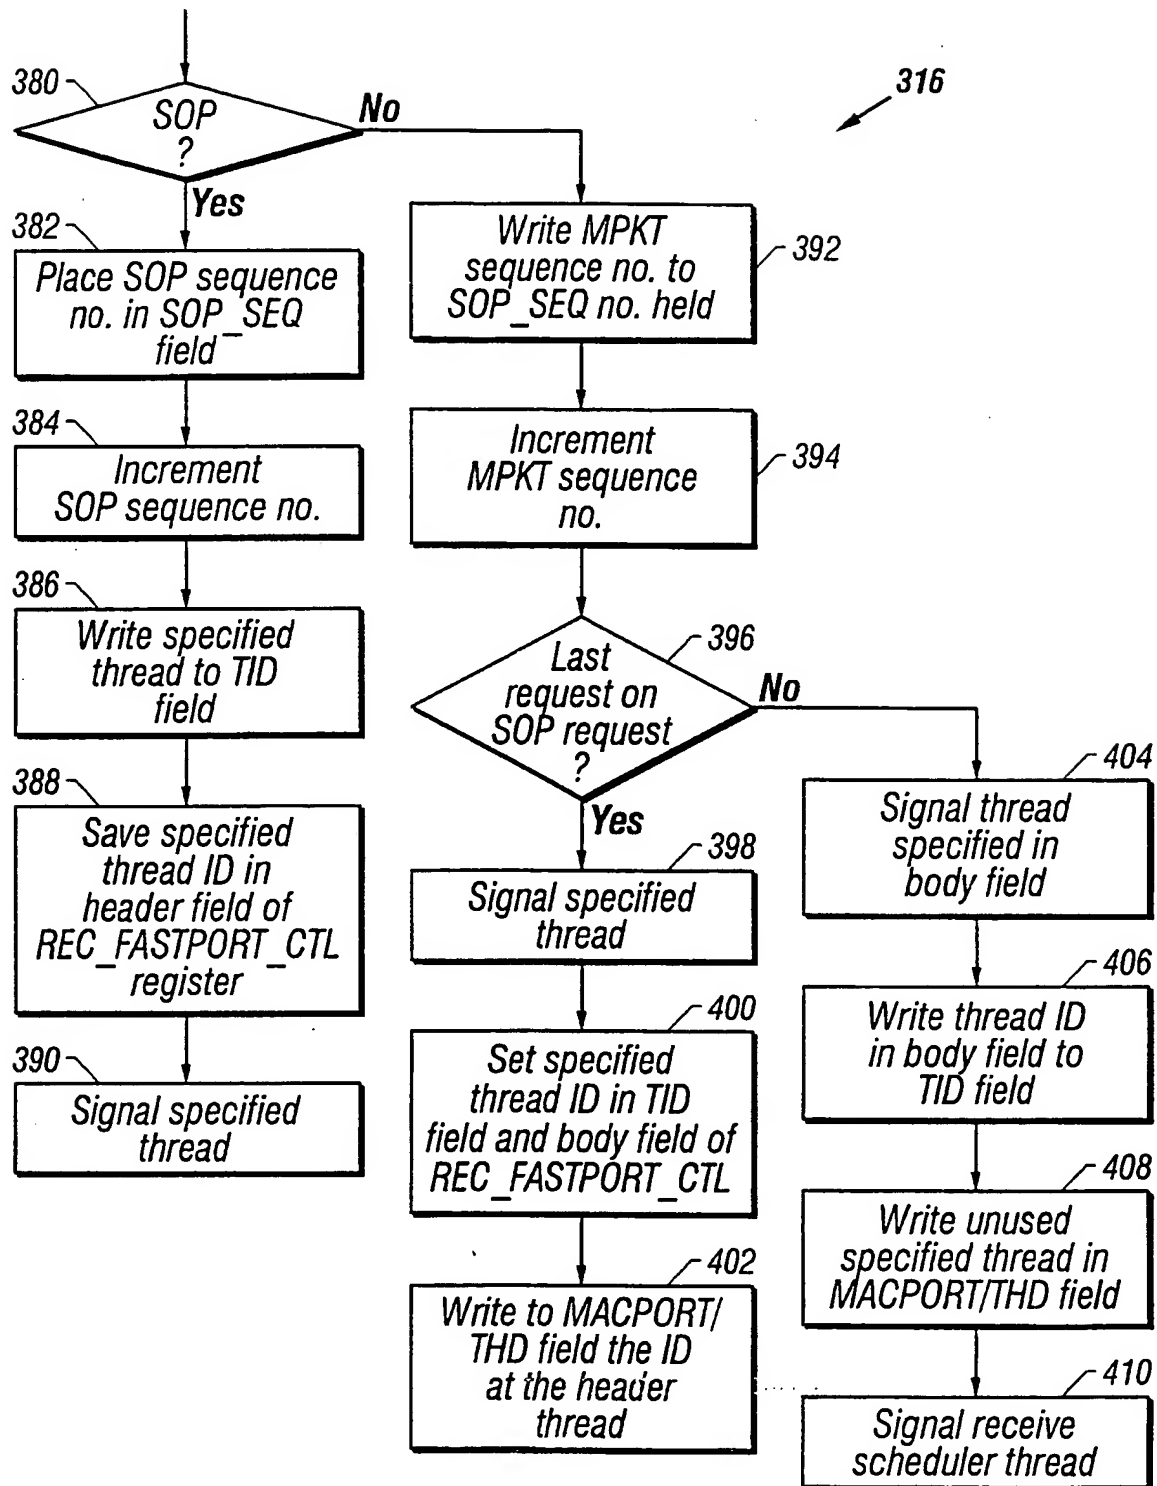 316
380
SOP
?
No
Yes
382
Place SOP sequence
no. in SOP_SEQ
field
384
Increment
SOP sequence no.
386
Write specified
thread to TID
field
388
Save specified
thread ID in
header field of
REC_FASTPORT_CTL
register
390
Signal specified
thread
392
Write MPKT
sequence no. to
SOP_SEQ no. held
394
Increment
MPKT sequence
no.
396
Last
request on
SOP request
?
No
Yes
398
Signal specified
thread
400
Set specified
thread ID in TID
field and body field of
REC_FASTPORT_CTL
402
Write to MACPORT/
THD field the ID
at the header
thread
404
Signal thread
specified in
body field
406
Write thread ID
in body field to
TID field
408
Write unused
specified thread in
MACPORT/THD field
410
Signal receive
scheduler thread